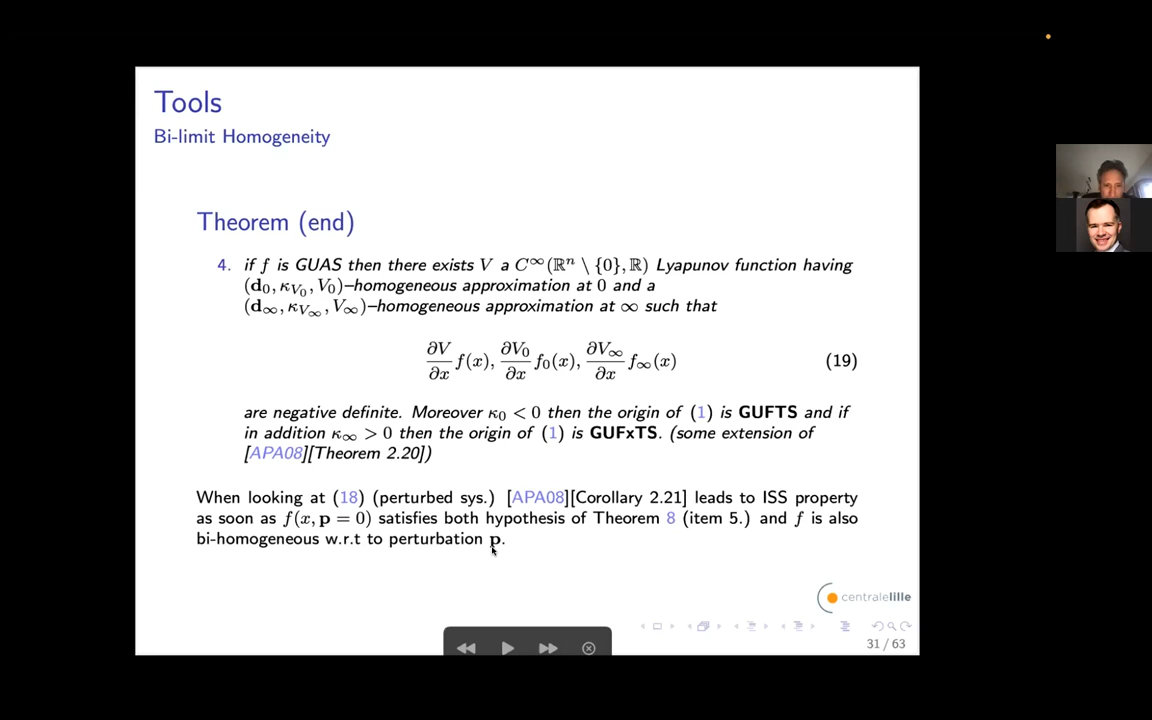 Tools
Bi-limit Homogeneity
Theorem (end)
4. if f is GUAS then there exists V a C^∞(ℝ^n \ {0}, ℝ) Lyapunov function having
(d_0, κ_{V_0}, V_0)–homogeneous approximation at 0 and a
(d_∞, κ_{V_∞}, V_∞)–homogeneous approximation at ∞ such that
∂V/∂x f(x), ∂V_0/∂x f_0(x), ∂V_∞/∂x f_∞(x) (19)
are negative definite. Moreover κ_0 < 0 then the origin of (1) is GUFTS and if
in addition κ_∞ > 0 then the origin of (1) is GUFxTS. (some extension of
[APA08][Theorem 2.20])
When looking at (18) (perturbed sys.) [APA08][Corollary 2.21] leads to ISS property
as soon as f(x, p = 0) satisfies both hypothesis of Theorem 8 (item 5.) and f is also
bi-homogeneous w.r.t to perturbation p.
centralelille
31 / 63